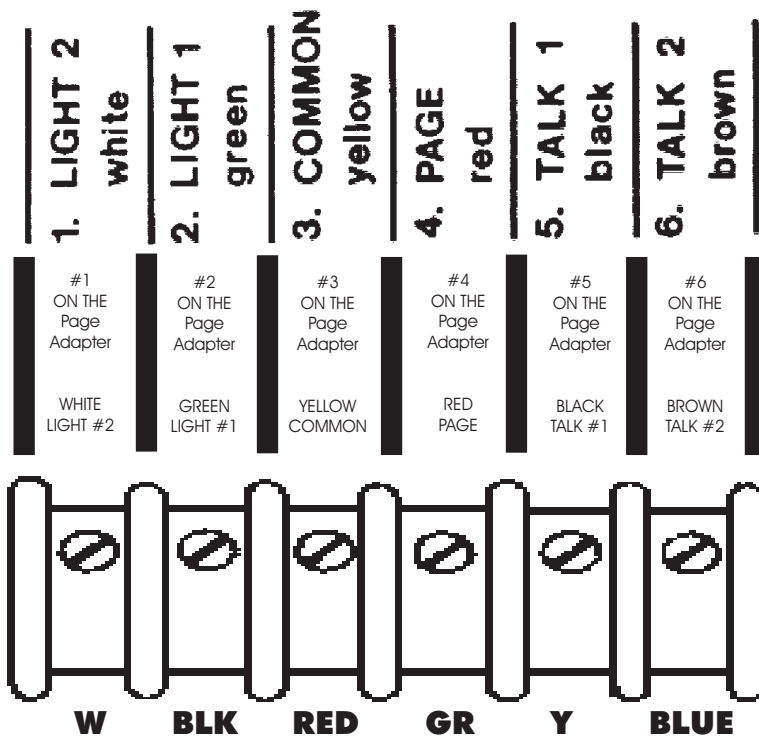 1. LIGHT 2
white
2. LIGHT 1
green
3. COMMON
yellow
4. PAGE
red
5. TALK 1
black
6. TALK 2
brown
#1
ON THE
Page
Adapter
WHITE
LIGHT #2
#2
ON THE
Page
Adapter
GREEN
LIGHT #1
#3
ON THE
Page
Adapter
YELLOW
COMMON
#4
ON THE
Page
Adapter
RED
PAGE
#5
ON THE
Page
Adapter
BLACK
TALK #1
#6
ON THE
Page
Adapter
BROWN
TALK #2
W
BLK
RED
GR
Y
BLUE